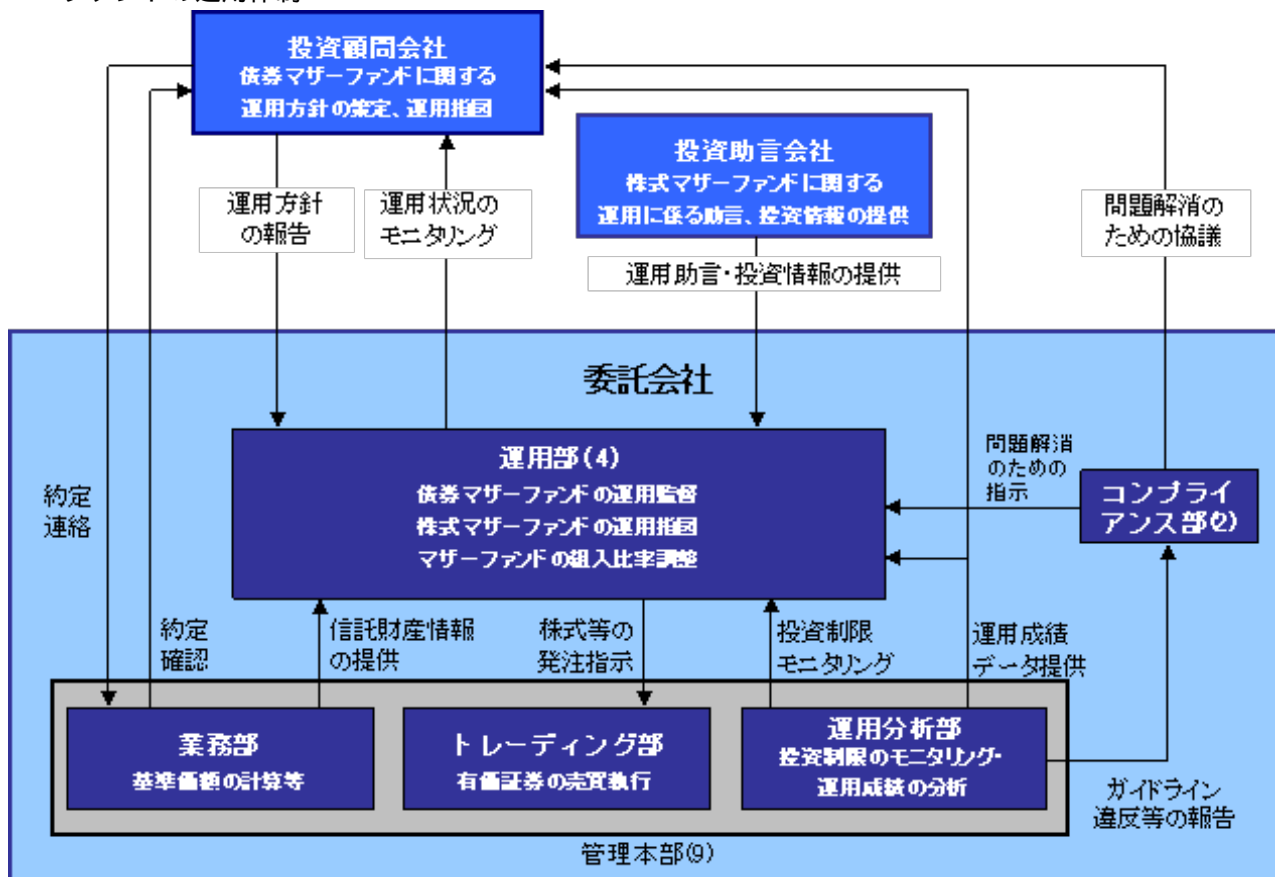 投資顧問会社
債券マザーファンドに関する
運用方針の策定、運用指図
投資助言会社
株式マザーファンドに関する
運用に係る助言、投資情報の提供
運用方針
の報告
運用状況の
モニタリング
問題解消の
ための協議
運用助言・投資情報の提供
委託会社
運用部(4)
債券マザーファンドの運用監督
株式マザーファンドの運用指図
マザーファンドの組入比率調整
問題解消
のための
指示
コンプライ
アンス部(2)
約定
連絡
約定
確認
信託財産情報
の提供
株式等の
発注指示
投資制限
モニタリング
運用成績
データ提供
業務部
基準価額の計算等
トレーディング部
有価証券の売買執行
運用分析部
投資制限のモニタリング・
運用成績の分析
ガイドライン
違反等の報告
管理本部(9)